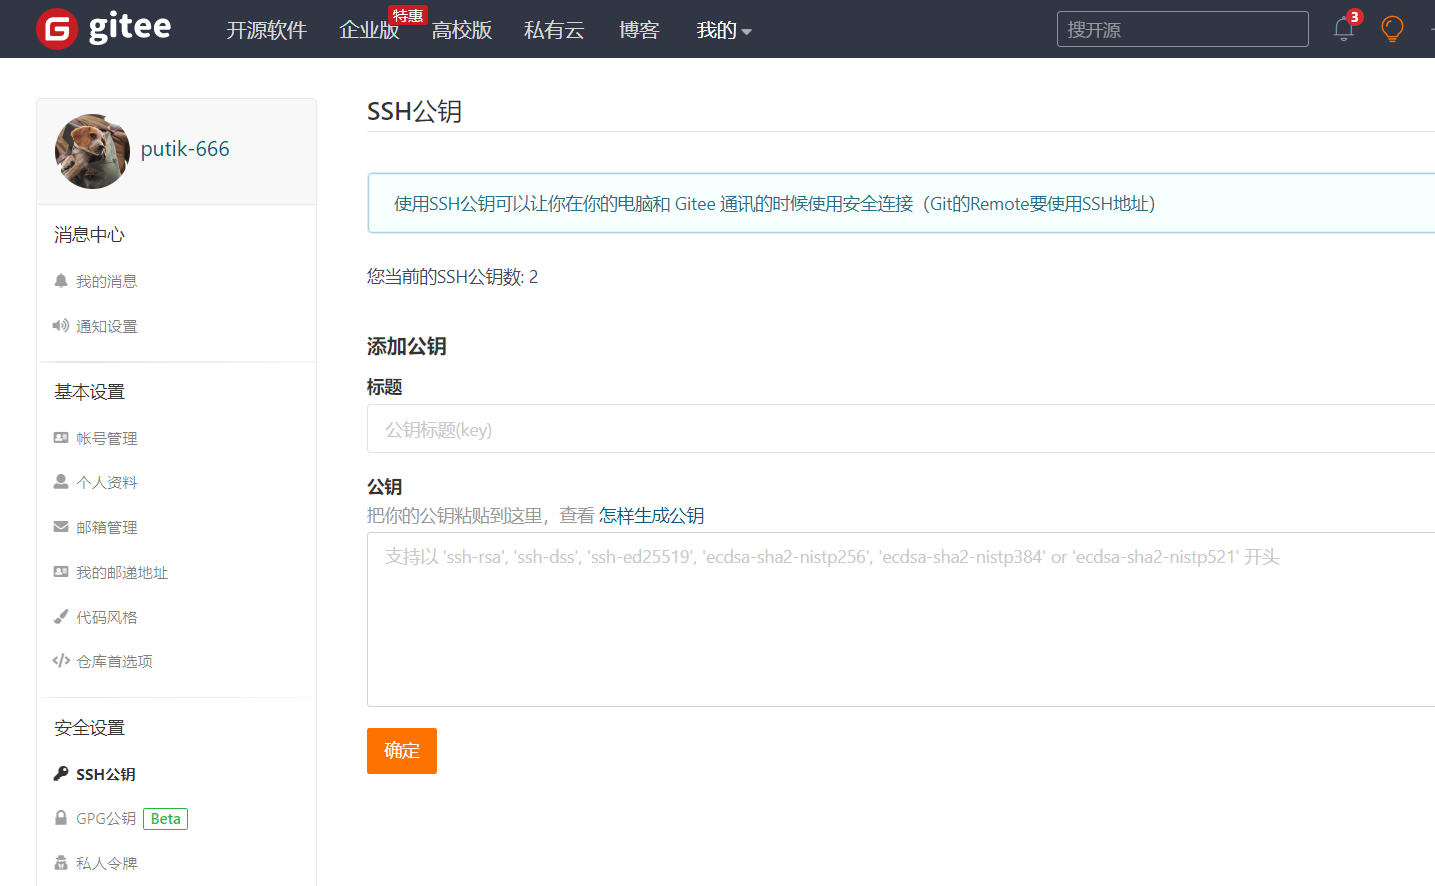 gitee 开源软件 企业版 特惠 高校版 私有云 博客 我的 搜开源 3
putik-666
消息中心
我的消息
通知设置
基本设置
帐号管理
个人资料
邮箱管理
我的邮递地址
代码风格
仓库首选项
安全设置
SSH公钥
GPG公钥 Beta
私人令牌
SSH公钥
使用SSH公钥可以让你在你的电脑和 Gitee 通讯的时候使用安全连接（Git的Remote要使用SSH地址）
您当前的SSH公钥数: 2
添加公钥
标题
公钥标题(key)
公钥
把你的公钥粘贴到这里，查看 怎样生成公钥
支持以 'ssh-rsa', 'ssh-dss', 'ssh-ed25519', 'ecdsa-sha2-nistp256', 'ecdsa-sha2-nistp384' or 'ecdsa-sha2-nistp521' 开头
确定